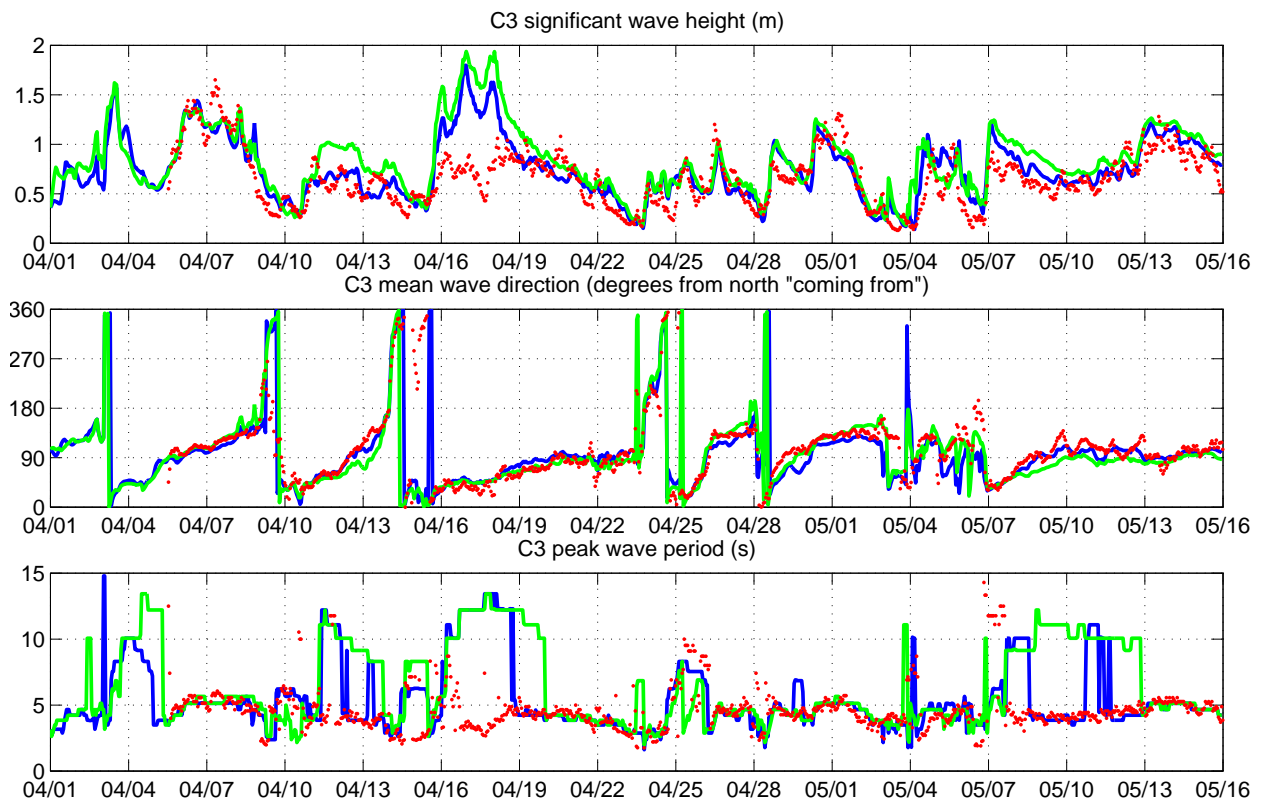 C3 significant wave height (m)
2
1.5
1
0.5
0
04/01 04/04 04/07 04/10 04/13 04/16 04/19 04/22 04/25 04/28 05/01 05/04 05/07 05/10 05/13 05/16
C3 mean wave direction (degrees from north "coming from")
360
270
180
90
0
04/01 04/04 04/07 04/10 04/13 04/16 04/19 04/22 04/25 04/28 05/01 05/04 05/07 05/10 05/13 05/16
C3 peak wave period (s)
15
10
5
0
04/01 04/04 04/07 04/10 04/13 04/16 04/19 04/22 04/25 04/28 05/01 05/04 05/07 05/10 05/13 05/16